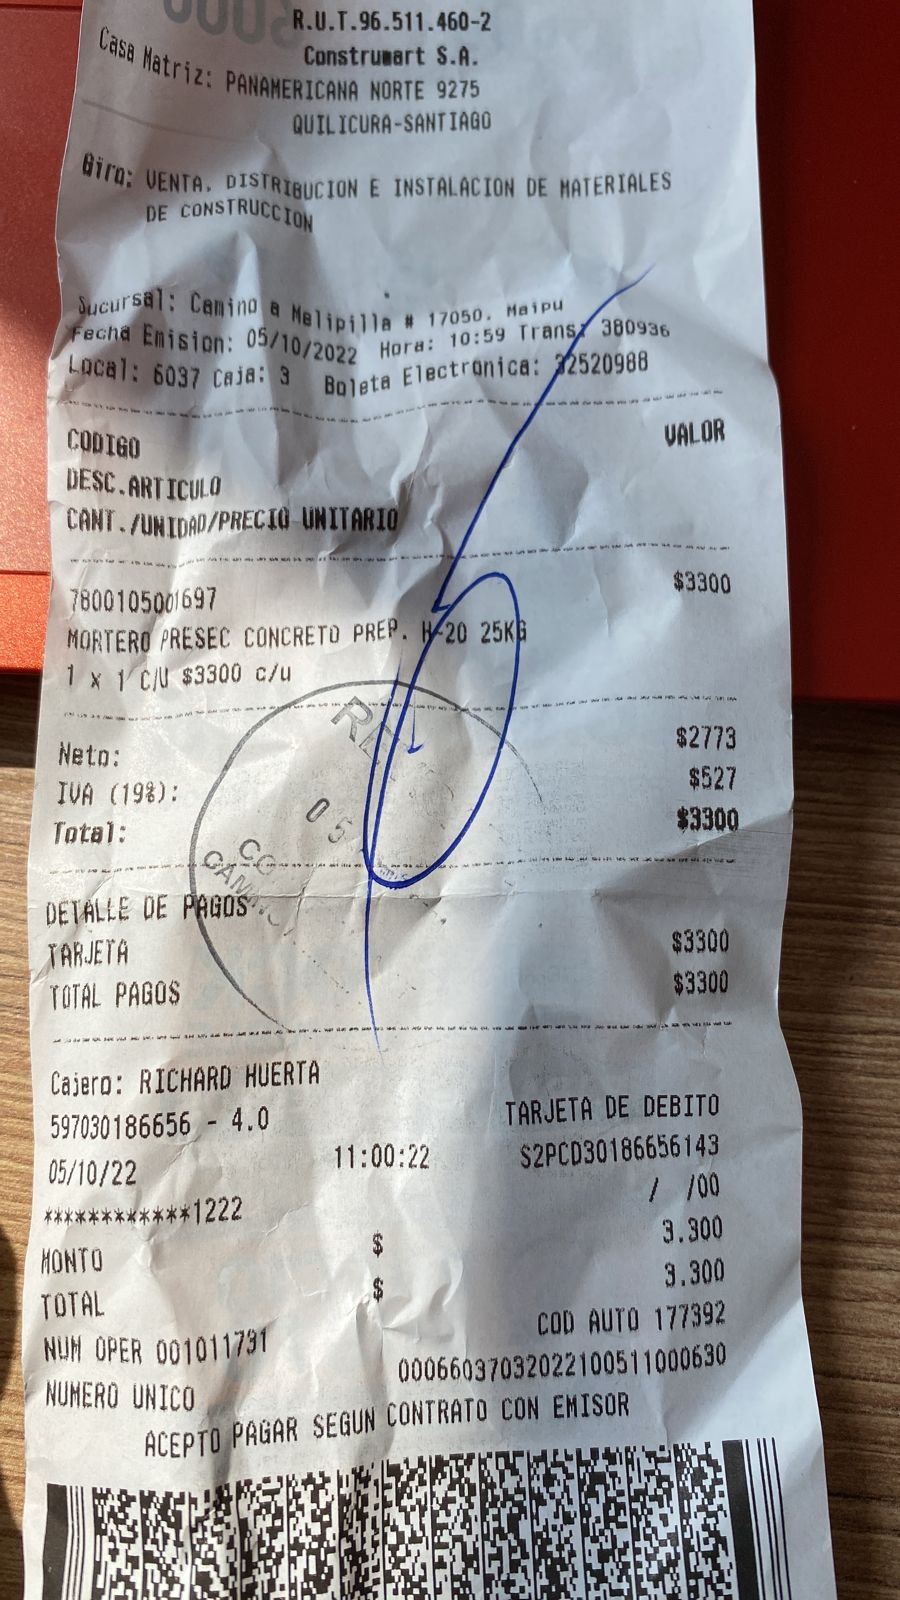 R.U.T.96.511.460-2
Construmart S.A.
Casa Matriz: PANAMERICANA NORTE 9275
QUILICURA-SANTIAGO
Giro: VENTA, DISTRIBUCION E INSTALACION DE MATERIALES
DE CONSTRUCCION
Sucursal: Camino a Melipilla # 17050, Maipu
Fecha Emision: 05/10/2022 Hora: 10:59 Trans: 380936
Local: 6037 Caja: 3 Boleta Electronica: 32520988
CODIGO VALOR
DESC.ARTICULO
CANT./UNIDAD/PRECIO UNITARIO
7800105001697 $3300
MORTERO PRESEC CONCRETO PREP. H-20 25KG
1 x 1 C/U $3300 c/u
Neto: $2773
IVA (19%): $527
Total: $3300
DETALLE DE PAGOS
TARJETA $3300
TOTAL PAGOS $3300
Cajero: RICHARD HUERTA
597030186656 - 4.0 TARJETA DE DEBITO
05/10/22 11:00:22 S2PCD30186656143
************1222 / /00
MONTO $ 3.300
TOTAL $ 3.300
NUM OPER 001011731 COD AUTO 177392
NUMERO UNICO 000660370320221005110006​30
ACEPTO PAGAR SEGUN CONTRATO CON EMISOR